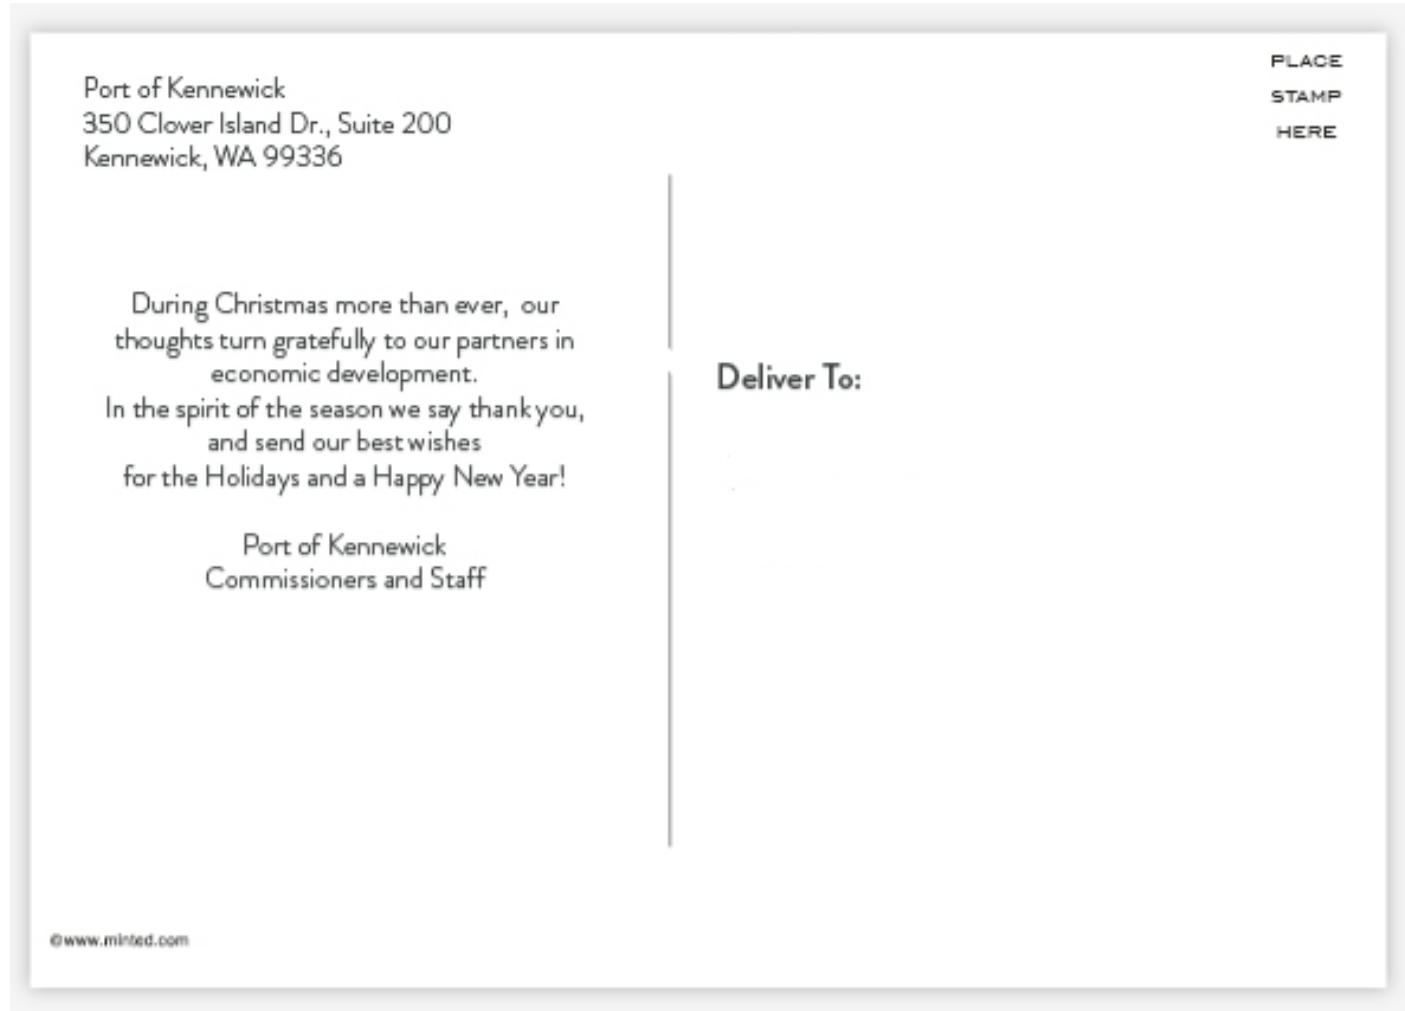 Port of Kennewick
350 Clover Island Dr., Suite 200
Kennewick, WA 99336
PLACE
STAMP
HERE
During Christmas more than ever,  our
thoughts turn gratefully to our partners in
economic development.
In the spirit of the season we say thank you,
and send our best wishes
for the Holidays and a Happy New Year!
Port of Kennewick
Commissioners and Staff
Deliver To:
©www.minted.com